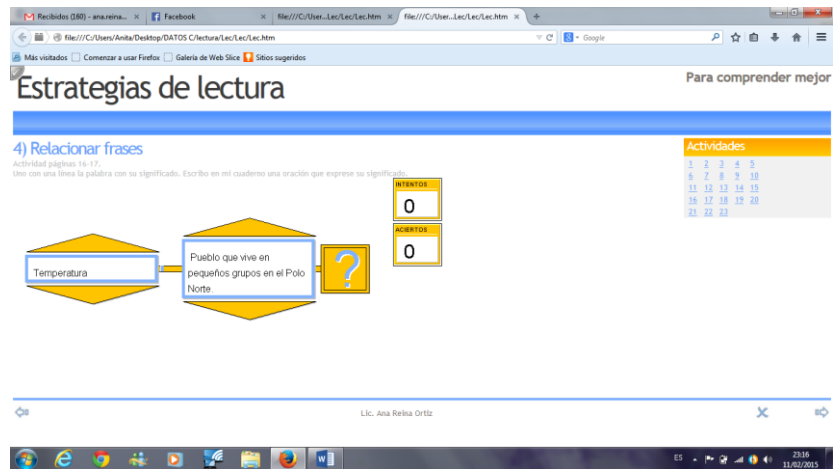 Recibidos (160) - ana.reina...
Facebook
file:///C:/User...Lec/Lec/Lec.htm
file:///C:/User...Lec/Lec/Lec.htm
file:///C:/Users/Anita/Desktop/DATOS C/lectura/Lec/Lec/Lec.htm
Google
Más visitados
Comenzar a usar Firefox
Galería de Web Slice
Sitios sugeridos
Estrategias de lectura
Para comprender mejor
4) Relacionar frases
Actividad páginas 16-17.
Uno con una línea la palabra con su significado. Escribo en mi cuaderno una oración que exprese su significado.
Actividades
1 2 3 4 5
6 7 8 9 10
11 12 13 14 15
16 17 18 19 20
21 22 23
INTENTOS
0
ACIERTOS
0
Temperatura
Pueblo que vive en
pequeños grupos en el Polo
Norte.
?
Lic. Ana Reina Ortiz
ES
23:16
11/02/2015